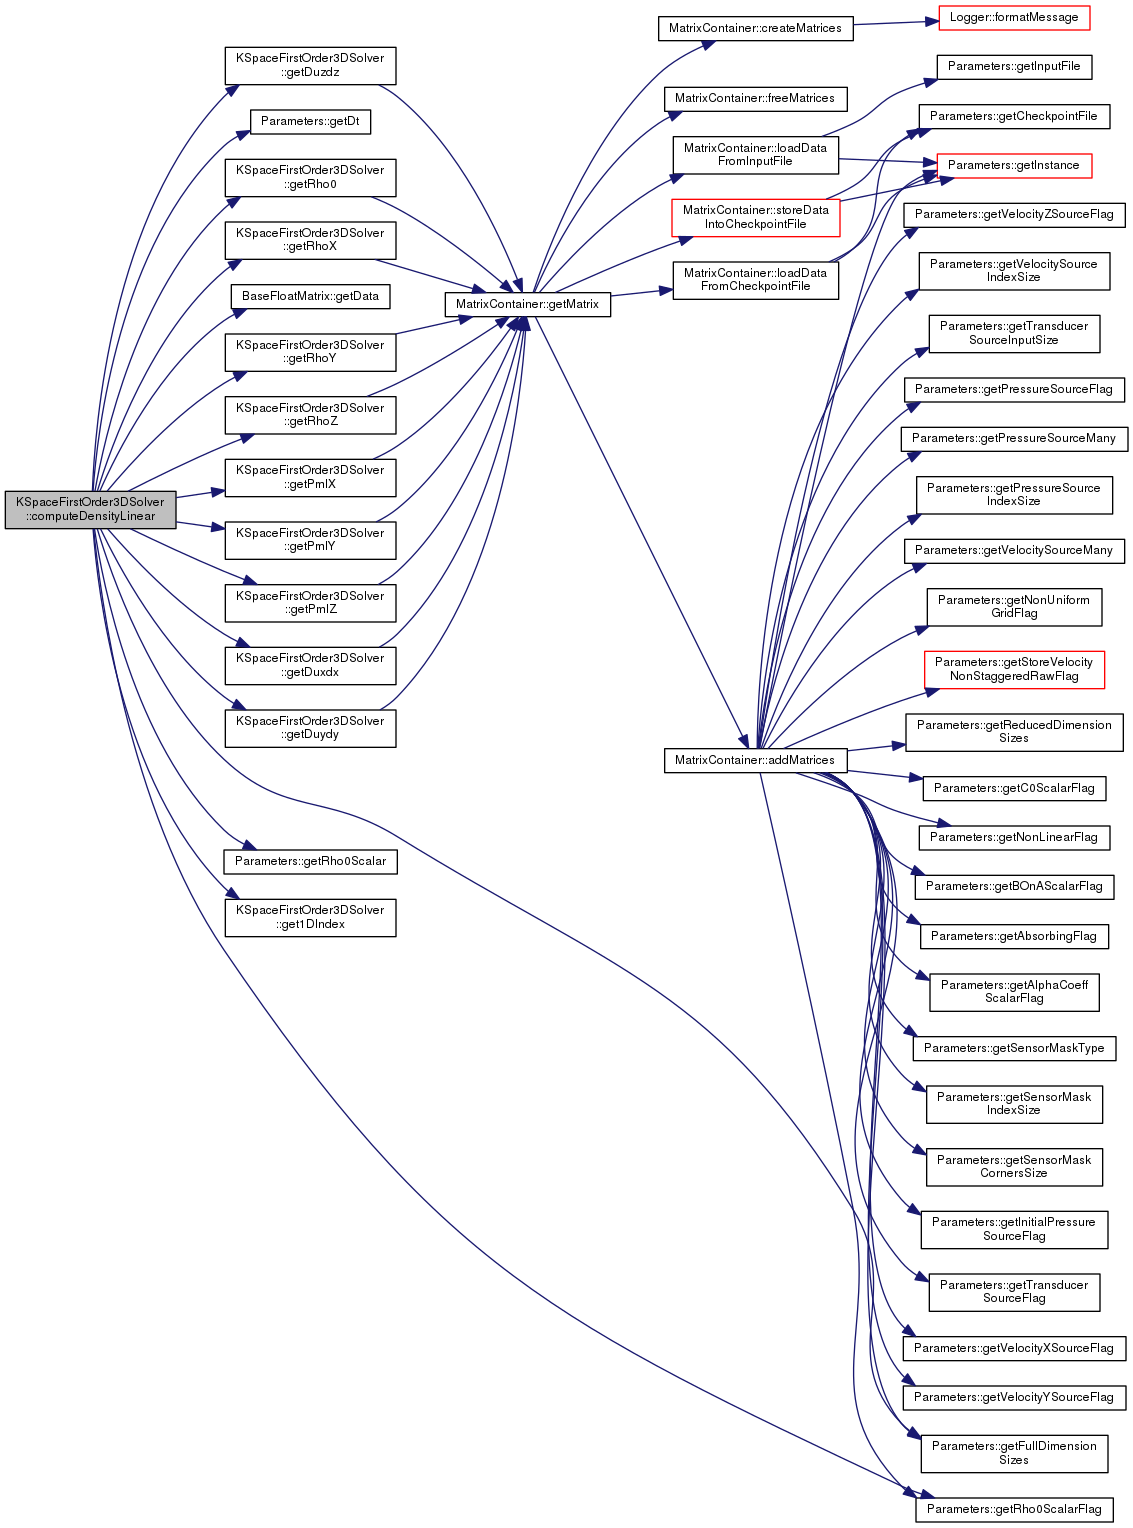 KSpaceFirstOrder3DSolver
::computeDensityLinear
KSpaceFirstOrder3DSolver
::getDuzdz
Parameters::getDt
KSpaceFirstOrder3DSolver
::getRho0
KSpaceFirstOrder3DSolver
::getRhoX
BaseFloatMatrix::getData
KSpaceFirstOrder3DSolver
::getRhoY
KSpaceFirstOrder3DSolver
::getRhoZ
KSpaceFirstOrder3DSolver
::getPmlX
KSpaceFirstOrder3DSolver
::getPmlY
KSpaceFirstOrder3DSolver
::getPmlZ
KSpaceFirstOrder3DSolver
::getDuxdx
KSpaceFirstOrder3DSolver
::getDuydy
Parameters::getRho0Scalar
KSpaceFirstOrder3DSolver
::get1DIndex
MatrixContainer::getMatrix
MatrixContainer::createMatrices
MatrixContainer::freeMatrices
MatrixContainer::loadData
FromInputFile
MatrixContainer::storeData
IntoCheckpointFile
MatrixContainer::loadData
FromCheckpointFile
MatrixContainer::addMatrices
Logger::formatMessage
Parameters::getInputFile
Parameters::getCheckpointFile
Parameters::getInstance
Parameters::getVelocityZSourceFlag
Parameters::getVelocitySource
IndexSize
Parameters::getTransducer
SourceInputSize
Parameters::getPressureSourceFlag
Parameters::getPressureSourceMany
Parameters::getPressureSource
IndexSize
Parameters::getVelocitySourceMany
Parameters::getNonUniform
GridFlag
Parameters::getStoreVelocity
NonStaggeredRawFlag
Parameters::getReducedDimension
Sizes
Parameters::getC0ScalarFlag
Parameters::getNonLinearFlag
Parameters::getBOnAScalarFlag
Parameters::getAbsorbingFlag
Parameters::getAlphaCoeff
ScalarFlag
Parameters::getSensorMaskType
Parameters::getSensorMask
IndexSize
Parameters::getSensorMask
CornersSize
Parameters::getInitialPressure
SourceFlag
Parameters::getTransducer
SourceFlag
Parameters::getVelocityXSourceFlag
Parameters::getVelocityYSourceFlag
Parameters::getFullDimension
Sizes
Parameters::getRho0ScalarFlag